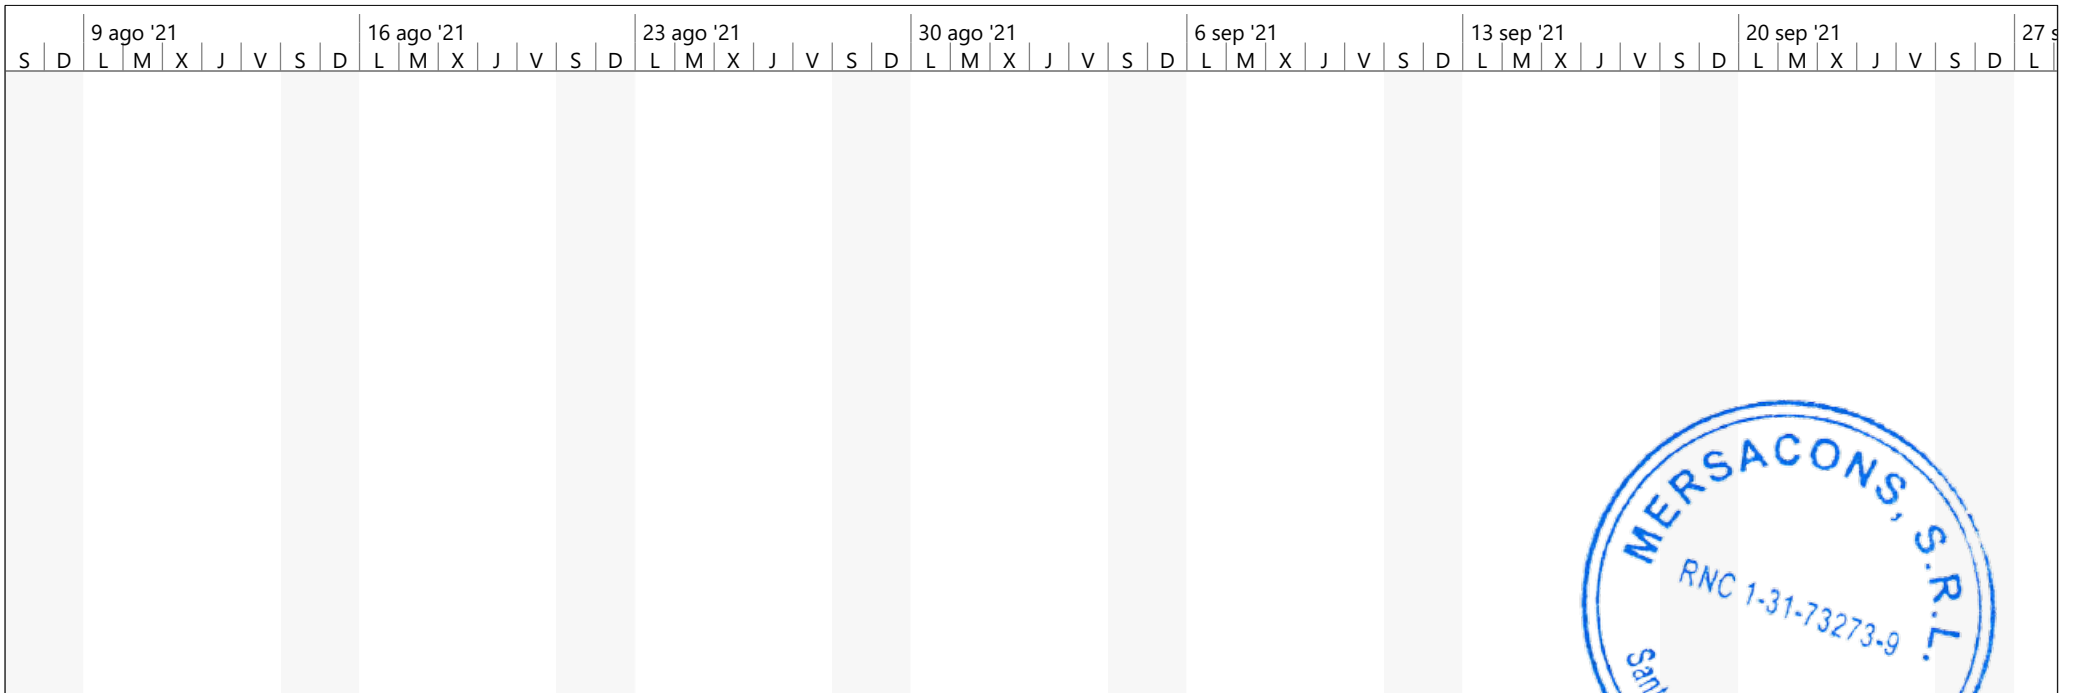 9 ago '21 16 ago '21 23 ago '21 30 ago '21 6 sep '21 13 sep '21 20 sep '21
S D L M X J V S D L M X J V S D L M X J V S D L M X J V S D L M X J V S D L M X J V S D L M X J V S D L
MERSACONS, S.R.L.
RNC 1-31-73273-9